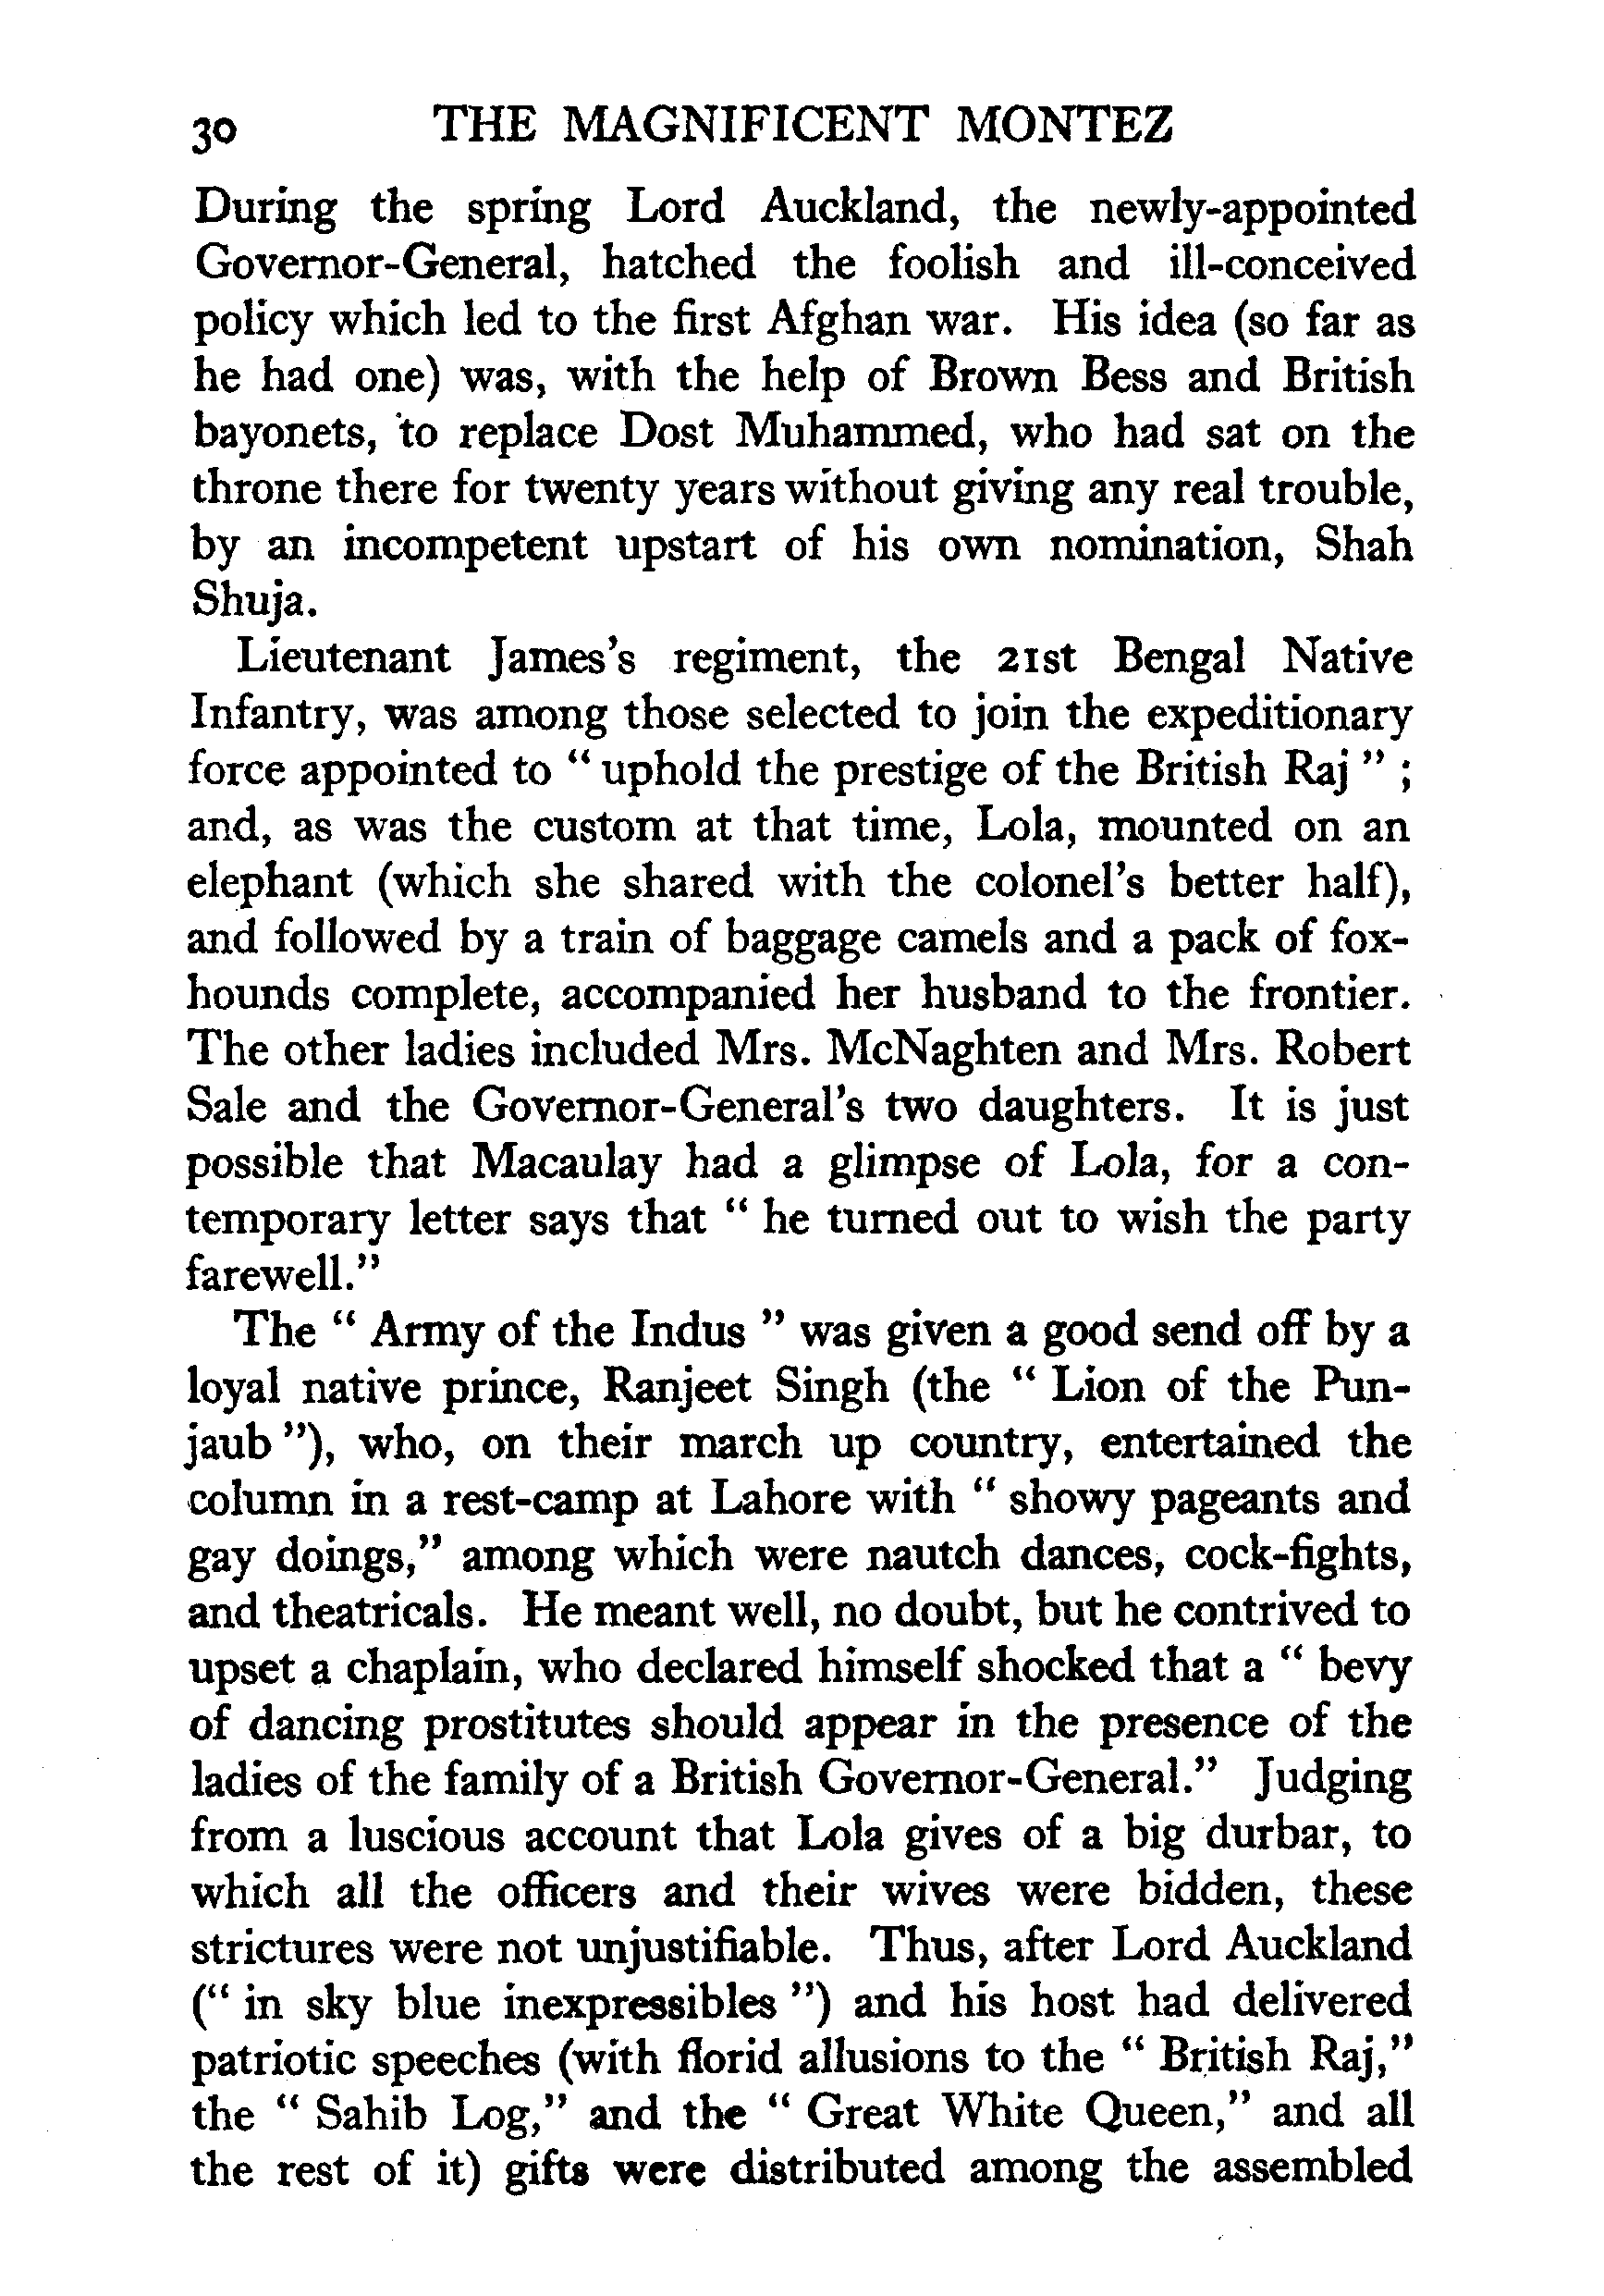 30 THE MAGNIFICENT MONTEZ
During the spring Lord Auckland, the newly-appointed
Governor-General, hatched the foolish and ill-conceived
policy which led to the first Afghan war. His idea (so far as
he had one) was, with the help of Brown Bess and British
bayonets, to replace Dost Muhammed, who had sat on the
throne there for twenty years without giving any real trouble,
by an incompetent upstart of his own nomination, Shah
Shuja.
Lieutenant James's regiment, the 21st Bengal Native
Infantry, was among those selected to join the expeditionary
force appointed to “ uphold the prestige of the British Raj ” ;
and, as was the custom at that time, Lola, mounted on an
elephant (which she shared with the colonel's better half),
and followed by a train of baggage camels and a pack of fox-
hounds complete, accompanied her husband to the frontier.
The other ladies included Mrs. McNaghten and Mrs. Robert
Sale and the Governor-General's two daughters. It is just
possible that Macaulay had a glimpse of Lola, for a con-
temporary letter says that “ he turned out to wish the party
farewell.”
The “ Army of the Indus ” was given a good send off by a
loyal native prince, Ranjeet Singh (the “ Lion of the Pun-
jaub ”), who, on their march up country, entertained the
column in a rest-camp at Lahore with “ showy pageants and
gay doings,” among which were nautch dances, cock-fights,
and theatricals. He meant well, no doubt, but he contrived to
upset a chaplain, who declared himself shocked that a “ bevy
of dancing prostitutes should appear in the presence of the
ladies of the family of a British Governor-General.” Judging
from a luscious account that Lola gives of a big durbar, to
which all the officers and their wives were bidden, these
strictures were not unjustifiable. Thus, after Lord Auckland
(“ in sky blue inexpressibles ”) and his host had delivered
patriotic speeches (with florid allusions to the “ British Raj,”
the “ Sahib Log,” and the “ Great White Queen,” and all
the rest of it) gifts were distributed among the assembled